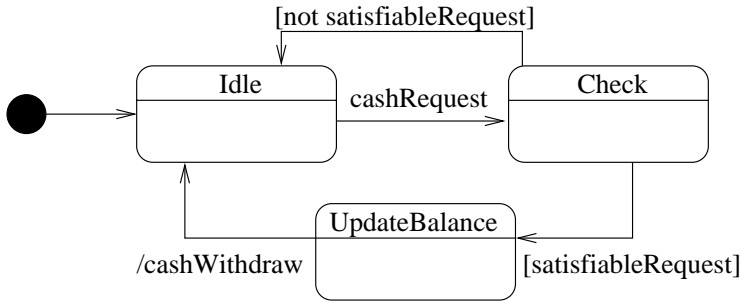 [not satisfiableRequest]
Idle
cashRequest
Check
UpdateBalance
/cashWithdraw
[satisfiableRequest]